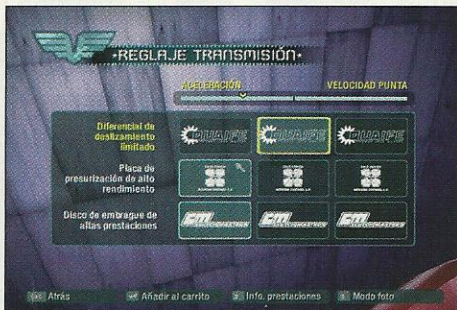 ·REGLAJE TRANSMISIÓN·
ACELERACIÓN VELOCIDAD PUNTA
Diferencial de
deslizamiento
limitado
QUAIFE QUAIFE QUAIFE
Placa de
presurización de alto
rendimiento
Disco de embrague de
altas prestaciones
Atrás Añadir al carrito Info. prestaciones Modo foto